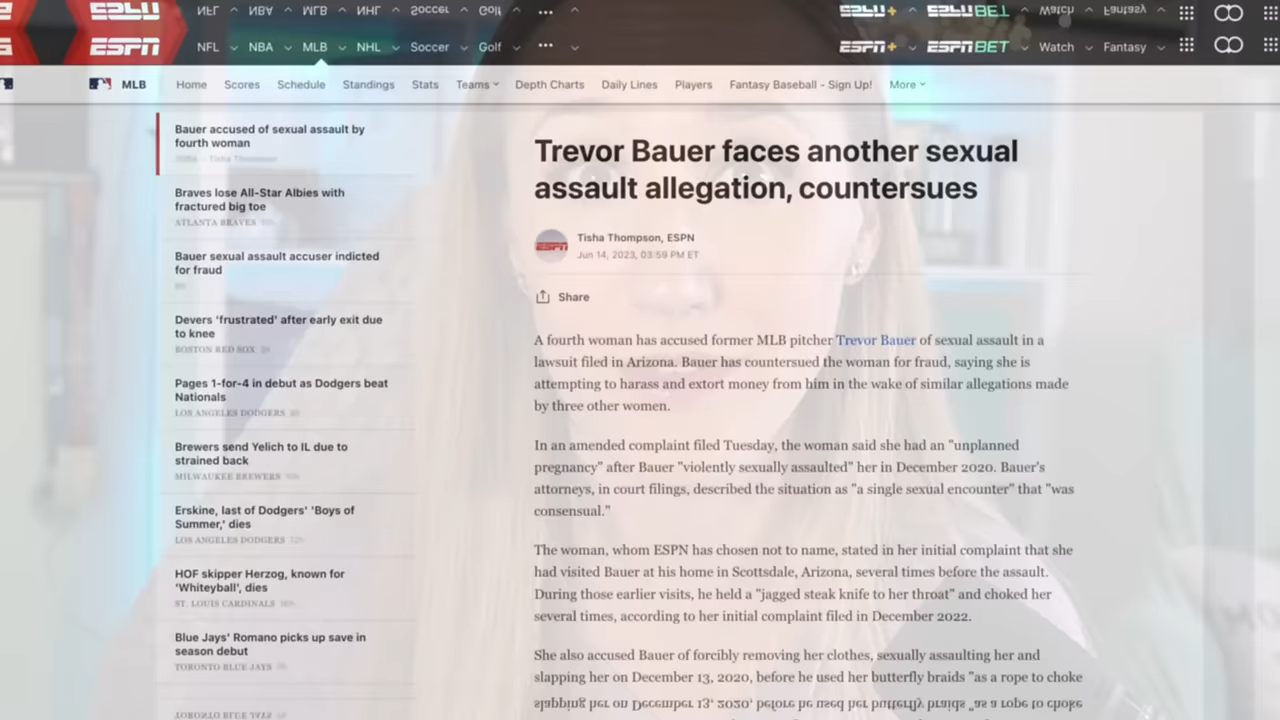 ESPN NFL NBA MLB NHL Soccer Golf ••• ESPN+ ESPN BET Watch Fantasy
MLB Home Scores Schedule Standings Stats Teams Depth Charts Daily Lines Players Fantasy Baseball - Sign Up! More
Bauer accused of sexual assault by
fourth woman
Tisha Thompson
Braves lose All-Star Albies with
fractured big toe
ATLANTA BRAVES
Bauer sexual assault accuser indicted
for fraud
Devers 'frustrated' after early exit due
to knee
BOSTON RED SOX
Pages 1-for-4 in debut as Dodgers beat
Nationals
LOS ANGELES DODGERS
Brewers send Yelich to IL due to
strained back
MILWAUKEE BREWERS
Erskine, last of Dodgers' 'Boys of
Summer,' dies
LOS ANGELES DODGERS
HOF skipper Herzog, known for
'Whiteyball', dies
ST. LOUIS CARDINALS
Blue Jays' Romano picks up save in
season debut
TORONTO BLUE JAYS
Trevor Bauer faces another sexual
assault allegation, countersues
Tisha Thompson, ESPN
Jun 14, 2023, 03:59 PM ET
Share
A fourth woman has accused former MLB pitcher Trevor Bauer of sexual assault in a
lawsuit filed in Arizona. Bauer has countersued the woman for fraud, saying she is
attempting to harass and extort money from him in the wake of similar allegations made
by three other women.
In an amended complaint filed Tuesday, the woman said she had an "unplanned
pregnancy" after Bauer "violently sexually assaulted" her in December 2020. Bauer's
attorneys, in court filings, described the situation as "a single sexual encounter" that "was
consensual."
The woman, whom ESPN has chosen not to name, stated in her initial complaint that she
had visited Bauer at his home in Scottsdale, Arizona, several times before the assault.
During those earlier visits, he held a "jagged steak knife to her throat" and choked her
several times, according to her initial complaint filed in December 2022.
She also accused Bauer of forcibly removing her clothes, sexually assaulting her and
slapping her on December 13, 2020, before he used her butterfly braids "as a rope to choke